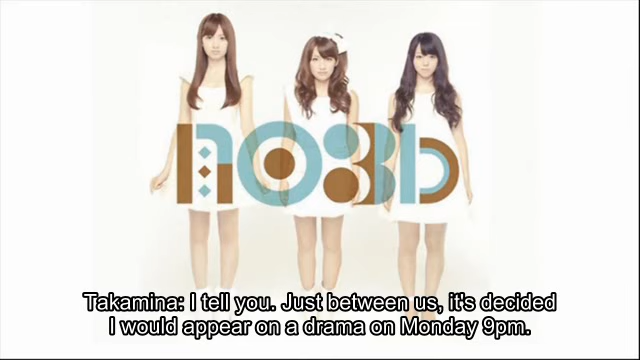 no3b
Takamina: I tell you. Just between us, it's decided
I would appear on a drama on Monday 9pm.